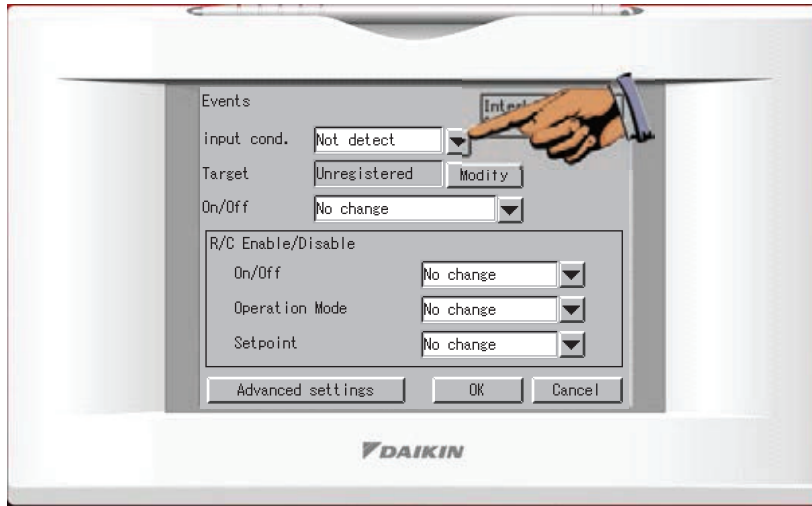 Events
input cond. Not detect
Target Unregistered Modify
On/Off No change
R/C Enable/Disable
On/Off No change
Operation Mode No change
Setpoint No change
Advanced settings OK Cancel
DAIKIN